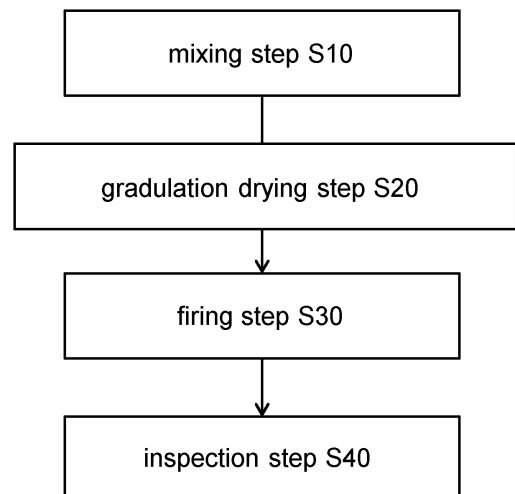 mixing step S10
gradulation drying step S20
firing step S30
inspection step S40